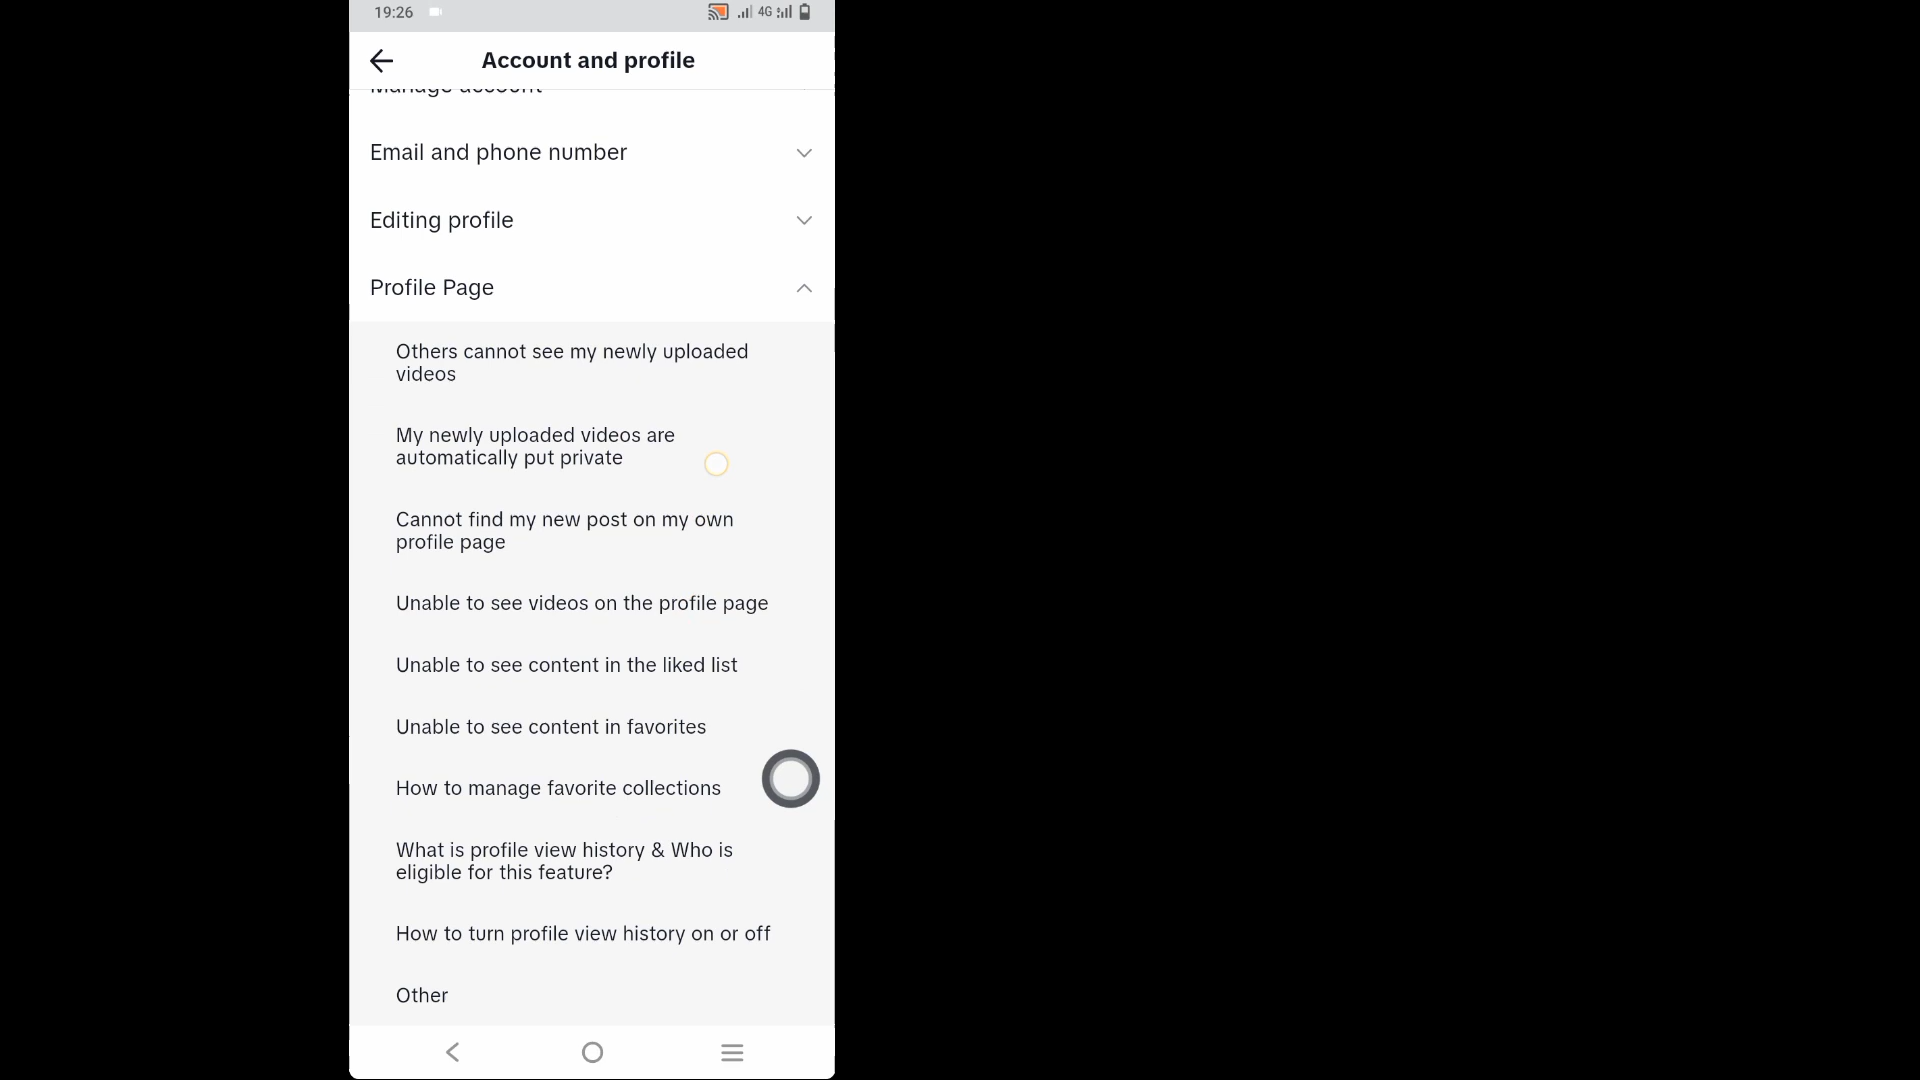 19:26
4G
Account and profile
Manage account
Email and phone number
Editing profile
Profile Page
Others cannot see my newly uploaded
videos
My newly uploaded videos are
automatically put private
Cannot find my new post on my own
profile page
Unable to see videos on the profile page
Unable to see content in the liked list
Unable to see content in favorites
How to manage favorite collections
What is profile view history & Who is
eligible for this feature?
How to turn profile view history on or off
Other